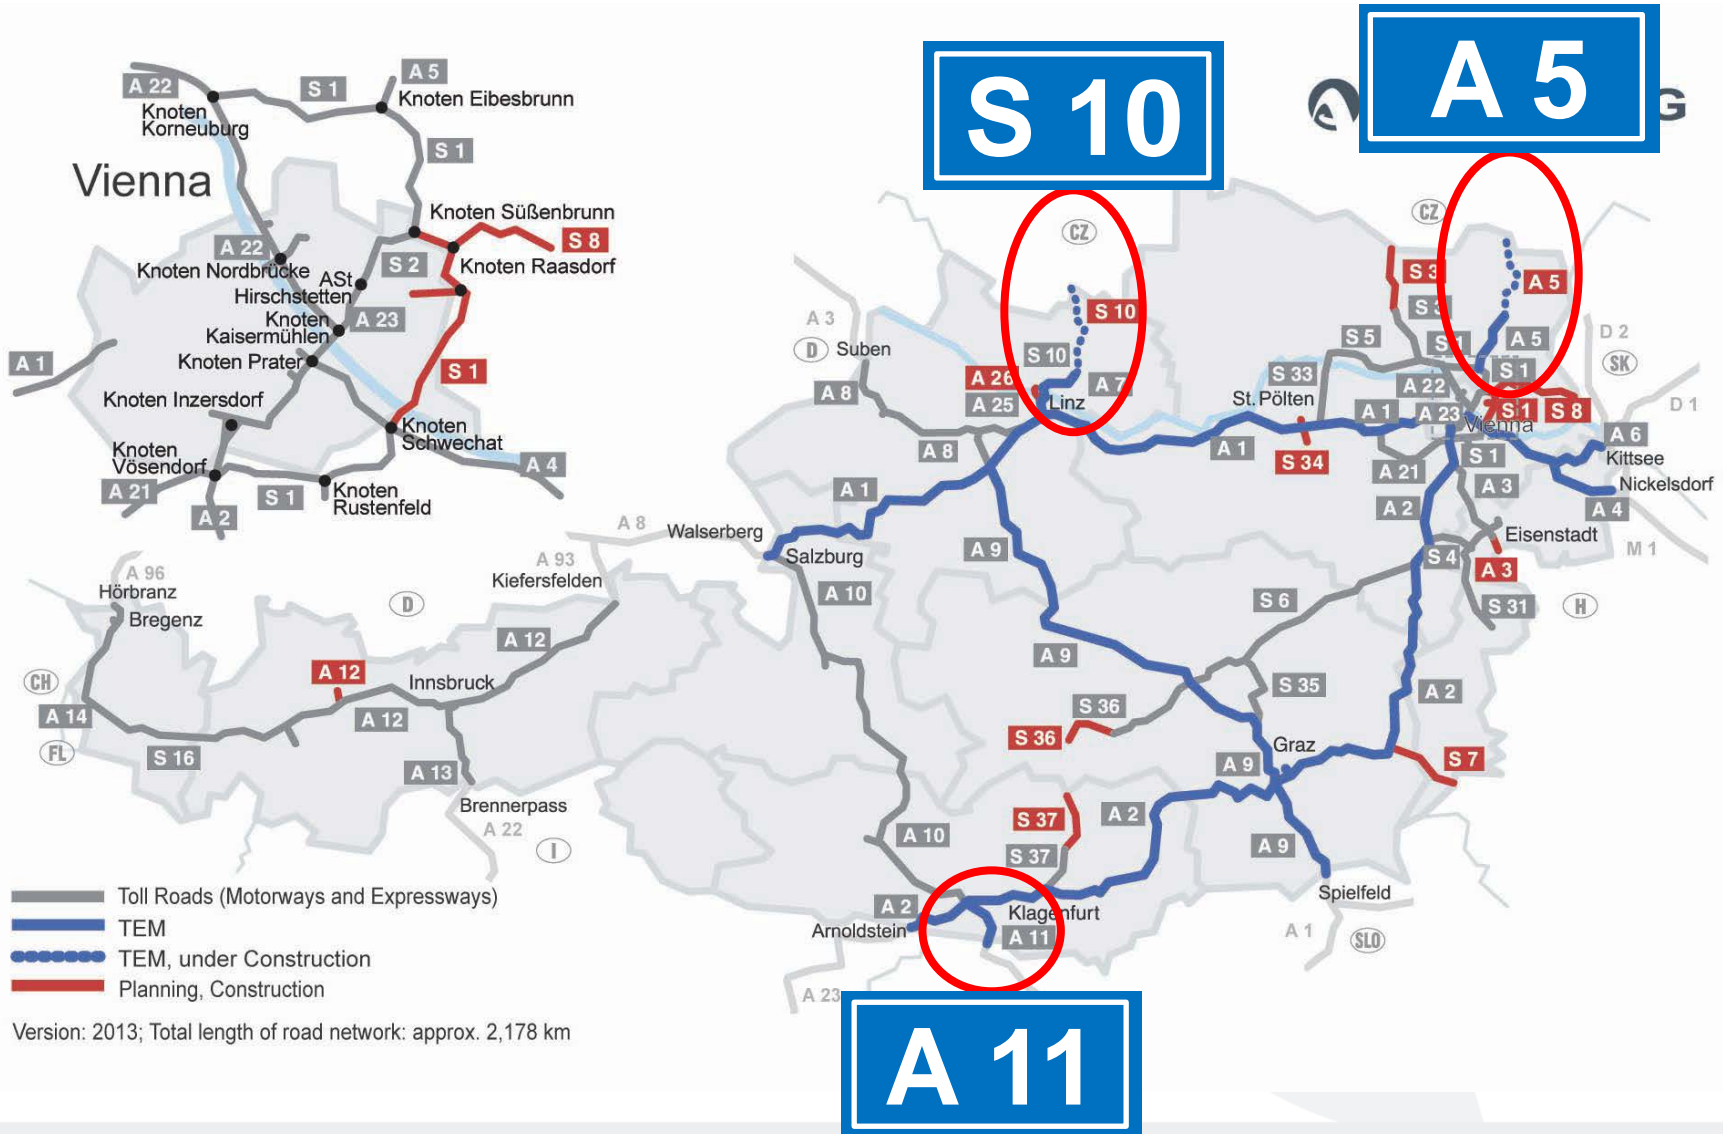 S 10
A 5
G
A 22
S 1
A 5
Knoten Eibesbrunn
Knoten
Korneuburg
S 1
Vienna
Knoten Süßenbrunn
S 8
A 22
S 2
Knoten Raasdorf
Knoten Nordbrücke
ASt
Hirschstetten
Knoten
Kaisermühlen
A 23
A 1
Knoten Prater
S 1
Knoten Inzersdorf
Knoten
Schwechat
Knoten
Vösendorf
A 4
A 21
S 1
Knoten
Rustenfeld
A 2
CZ
CZ
S 3
A 5
S 10
S 3
A 3
D
Suben
S 10
S 5
S 1
A 5
D 2
SK
A 26
A 7
S 33
S 1
A 8
A 25
Linz
St. Pölten
A 22
A 1
A 23
S 1
S 8
D 1
Vienna
A 8
A 1
S 34
A 21
S 1
A 6
Kittsee
A 1
A 3
Nickelsdorf
A 2
A 4
Walserberg
A 8
Salzburg
A 9
Eisenstadt
M 1
S 4
A 3
A 96
A 93
Kiefersfelden
Hörbranz
A 10
S 6
S 31
H
D
Bregenz
A 12
A 9
CH
A 12
Innsbruck
S 35
A 2
A 14
A 12
S 36
S 36
FL
S 16
Graz
S 7
A 13
A 9
Brennerpass
A 22
I
S 37
A 2
A 10
S 37
A 9
Toll Roads (Motorways and Expressways)
Spielfeld
TEM
A 2
Klagenfurt
Arnoldstein
A 11
A 1
SLO
TEM, under Construction
Planning, Construction
A 23
Version: 2013; Total length of road network: approx. 2,178 km
A 11